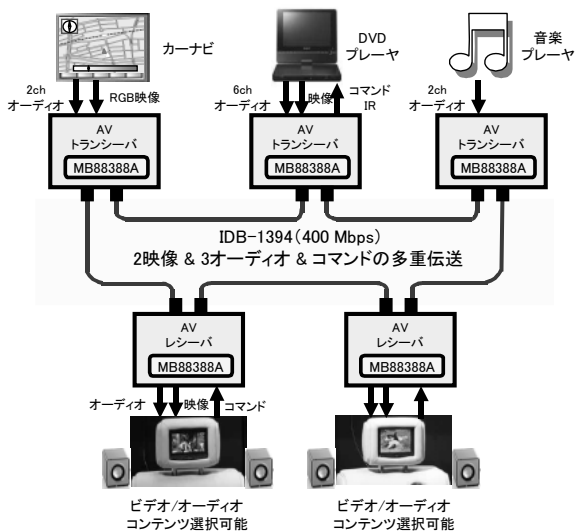 カーナビ
DVD
プレーヤ
音楽
プレーヤ
2ch
オーディオ
RGB映像
6ch
オーディオ
映像
コマンド
IR
2ch
オーディオ
AV
トランシーバ
MB88388A
AV
トランシーバ
MB88388A
AV
トランシーバ
MB88388A
IDB-1394(400 Mbps)
2映像 & 3オーディオ & コマンドの多重伝送
AV
レシーバ
MB88388A
AV
レシーバ
MB88388A
オーディオ
映像
コマンド
ビデオ/オーディオ
コンテンツ選択可能
ビデオ/オーディオ
コンテンツ選択可能